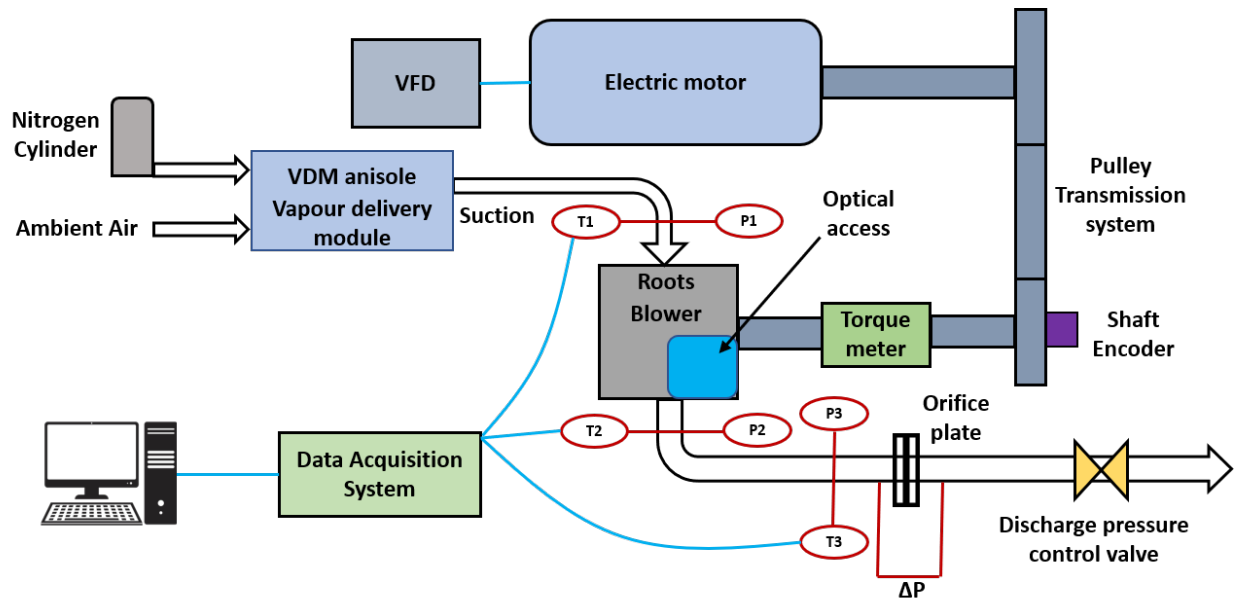 VFD
Electric motor
Nitrogen
Cylinder
VDM anisole
Vapour delivery
module
Ambient Air
Suction
T1
P1
Optical
access
Pulley
Transmission
system
Roots
Blower
Torque
meter
Shaft
Encoder
T2
P2
P3
Orifice
plate
Data Acquisition
System
T3
Discharge pressure
control valve
ΔP